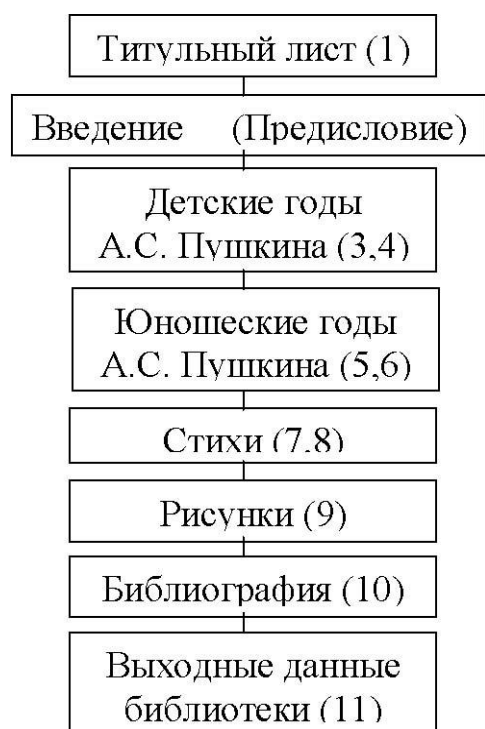 Титульный лист (1)
Введение (Предисловие)
Детские годы
А.С. Пушкина (3,4)
Юношеские годы
А.С. Пушкина (5,6)
Стихи (7,8)
Рисунки (9)
Библиография (10)
Выходные данные
библиотеки (11)